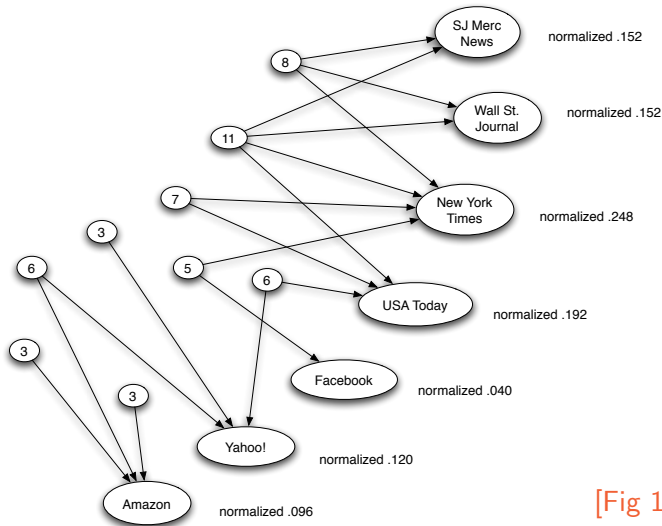 SJ Merc
News
normalized .152
8
Wall St.
Journal
normalized .152
11
7
New York
Times
normalized .248
3
6
5
6
USA Today
normalized .192
3
Facebook
normalized .040
3
Yahoo!
normalized .120
Amazon
normalized .096
[Fig 1